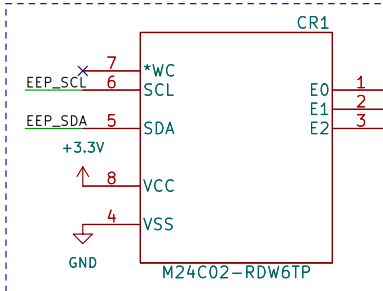 CR1
7
*WC
EEP_SCL
6
SCL
E0
1
E1
2
EEP_SDA
5
SDA
E2
3
+3.3V
8
VCC
4
VSS
GND
M24C02-RDW6TP